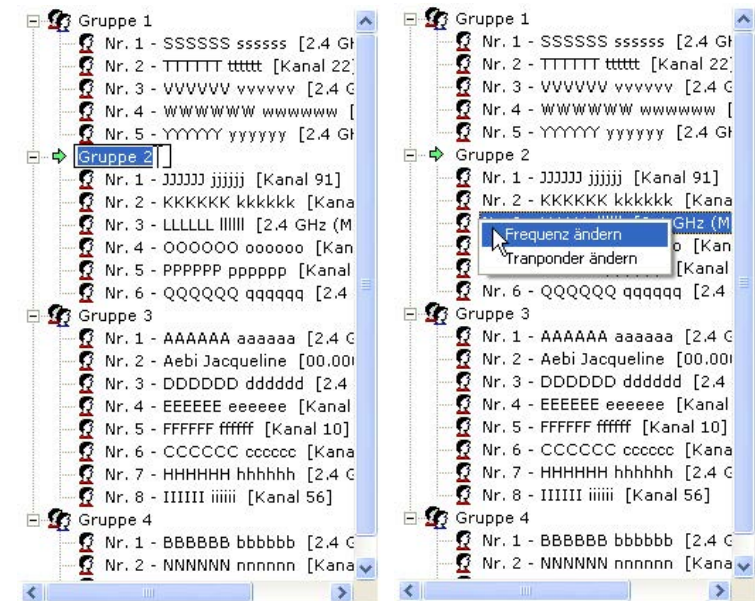 Gruppe 1
Nr. 1 - SSSSSS ssssss [2.4 GH
Nr. 2 - TTTTTT tttttt [Kanal 22]
Nr. 3 - VVVVVV vvvvvv [2.4 G
Nr. 4 - WWWWWW wwwwww [
Nr. 5 - YYYYYY yyyyyy [2.4 GH
Gruppe 2
Nr. 1 - JJJJJJ jjjjjj [Kanal 91]
Nr. 2 - KKKKKK kkkkkk [Kana
Nr. 3 - LLLLLL llllll [2.4 GHz (M
Nr. 4 - OOOOOO oooooo [Kan
Nr. 5 - PPPPPP pppppp [Kanal
Nr. 6 - QQQQQQ qqqqqq [2.4
Gruppe 3
Nr. 1 - AAAAAA aaaaaa [2.4 G
Nr. 2 - Aebi Jacqueline [00.00
Nr. 3 - DDDDDD dddddd [2.4
Nr. 4 - EEEEEE eeeeee [Kanal
Nr. 5 - FFFFFF ffffff [Kanal 10]
Nr. 6 - CCCCCC cccccc [Kana
Nr. 7 - HHHHHH hhhhhh [2.4 G
Nr. 8 - IIIIII iiiiii [Kanal 56]
Gruppe 4
Nr. 1 - BBBBBB bbbbbb [2.4 G
Nr. 2 - NNNNNN nnnnnn [Kana
Gruppe 1
Nr. 1 - SSSSSS ssssss [2.4 GH
Nr. 2 - TTTTTT tttttt [Kanal 22]
Nr. 3 - VVVVVV vvvvvv [2.4 G
Nr. 4 - WWWWWW wwwwww [
Nr. 5 - YYYYYY yyyyyy [2.4 GH
Gruppe 2
Nr. 1 - JJJJJJ jjjjjj [Kanal 91]
Nr. 2 - KKKKKK kkkkkk [Kana
GHz (M
Frequenz ändern
[Kan
Tranponder ändern
[Kanal
Nr. 6 - QQQQQQ qqqqqq [2.4
Gruppe 3
Nr. 1 - AAAAAA aaaaaa [2.4 G
Nr. 2 - Aebi Jacqueline [00.00
Nr. 3 - DDDDDD dddddd [2.4
Nr. 4 - EEEEEE eeeeee [Kanal
Nr. 5 - FFFFFF ffffff [Kanal 10]
Nr. 6 - CCCCCC cccccc [Kana
Nr. 7 - HHHHHH hhhhhh [2.4 G
Nr. 8 - IIIIII iiiiii [Kanal 56]
Gruppe 4
Nr. 1 - BBBBBB bbbbbb [2.4 G
Nr. 2 - NNNNNN nnnnnn [Kana